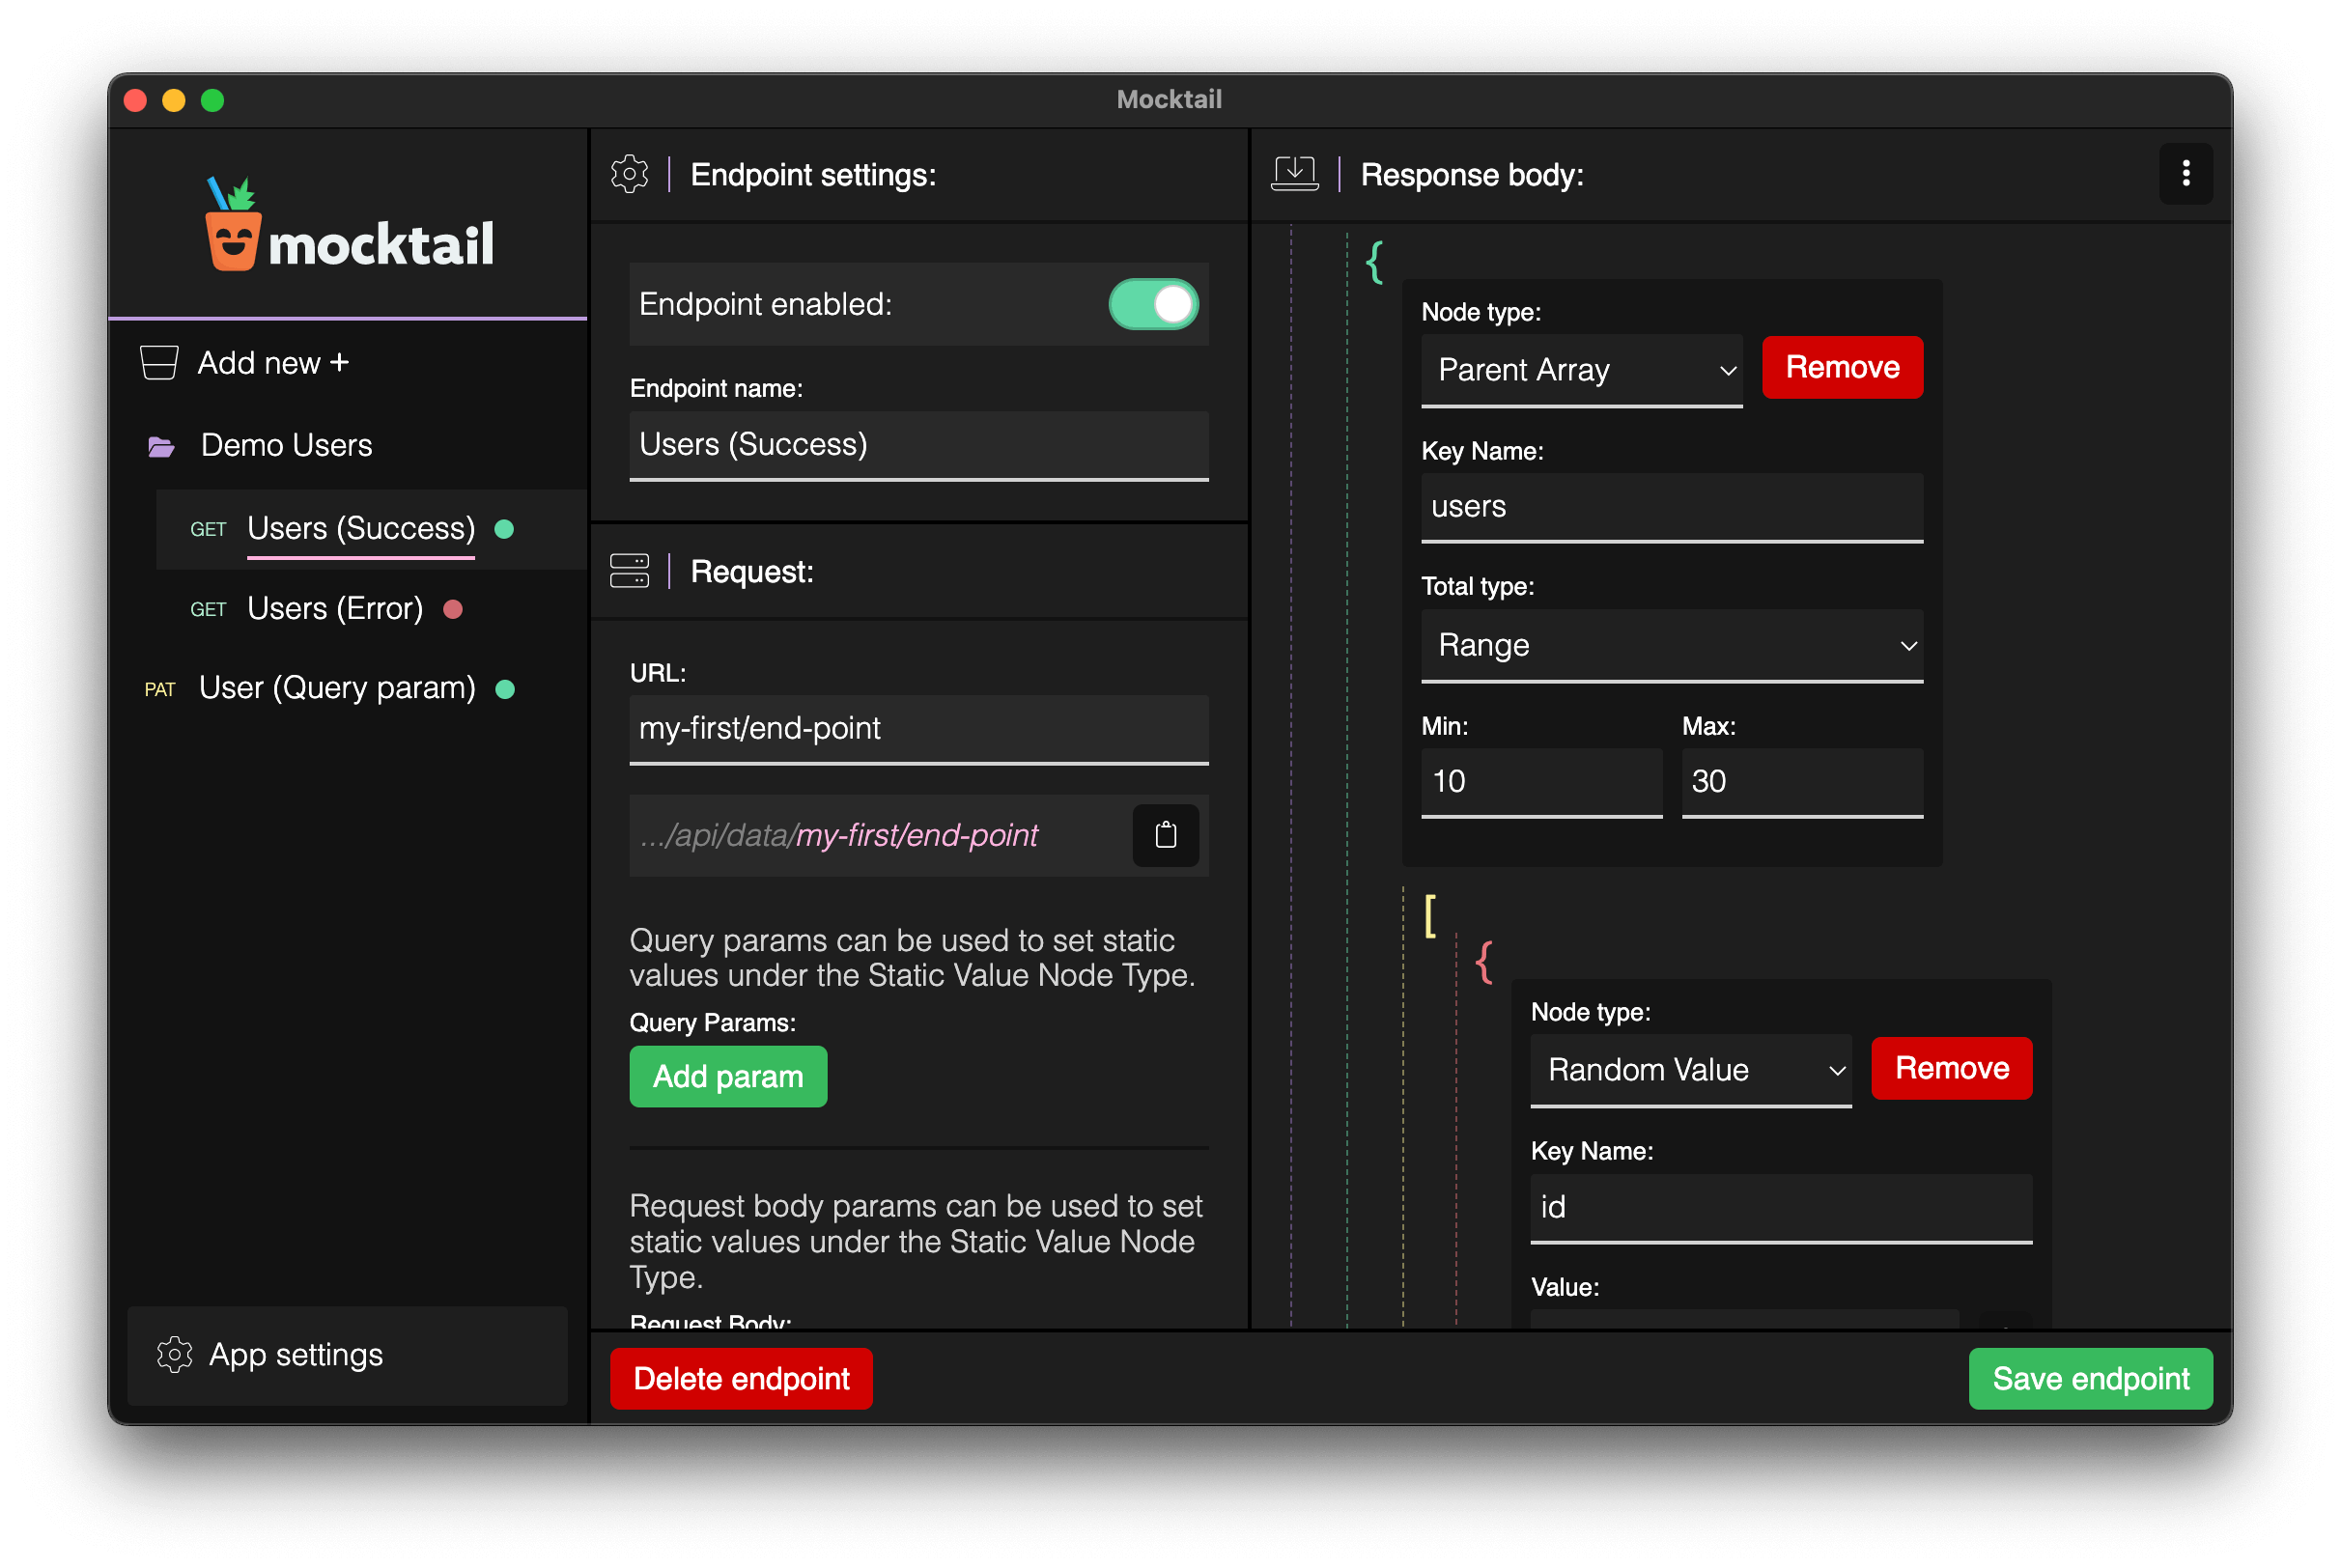 Mocktail
mocktail
Add new +
Demo Users
GET Users (Success)
GET Users (Error)
PAT User (Query param)
App settings
Endpoint settings:
Endpoint enabled:
Endpoint name:
Users (Success)
Request:
URL:
my-first/end-point
.../api/data/my-first/end-point
Query params can be used to set static
values under the Static Value Node Type.
Query Params:
Add param
Request body params can be used to set
static values under the Static Value Node
Type.
Request Body:
Delete endpoint
Response body:
{
Node type:
Parent Array
Remove
Key Name:
users
Total type:
Range
Min:
Max:
10
30
[
{
Node type:
Random Value
Remove
Key Name:
id
Value:
Save endpoint